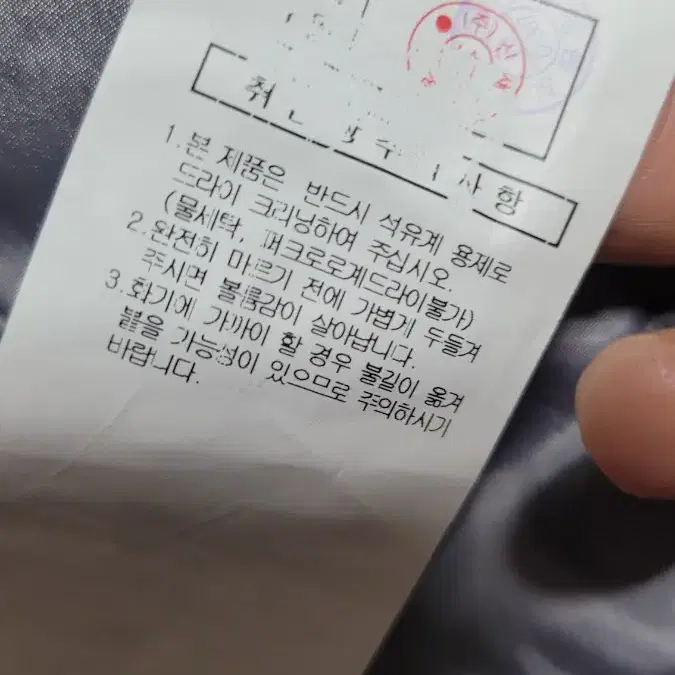 (주)
사 항
1.본 제품은 반드시 석유계 용제로
드라이 크리닝하여 주십시오.
(물세탁, 퍼크로로계드라이불가)
2.완전히 마르기 전에 가볍게 두들겨
주시면 볼륨감이 살아납니다.
3.화기에 가까이 할 경우 불길이 옮겨
붙을 가능성이 있으므로 주의하시기
바랍니다.